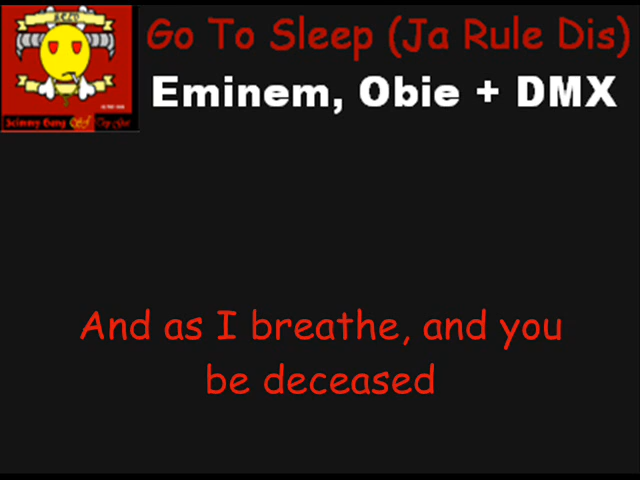 Go To Sleep (Ja Rule Dis)
Eminem, Obie + DMX
And as I breathe, and you
be deceased